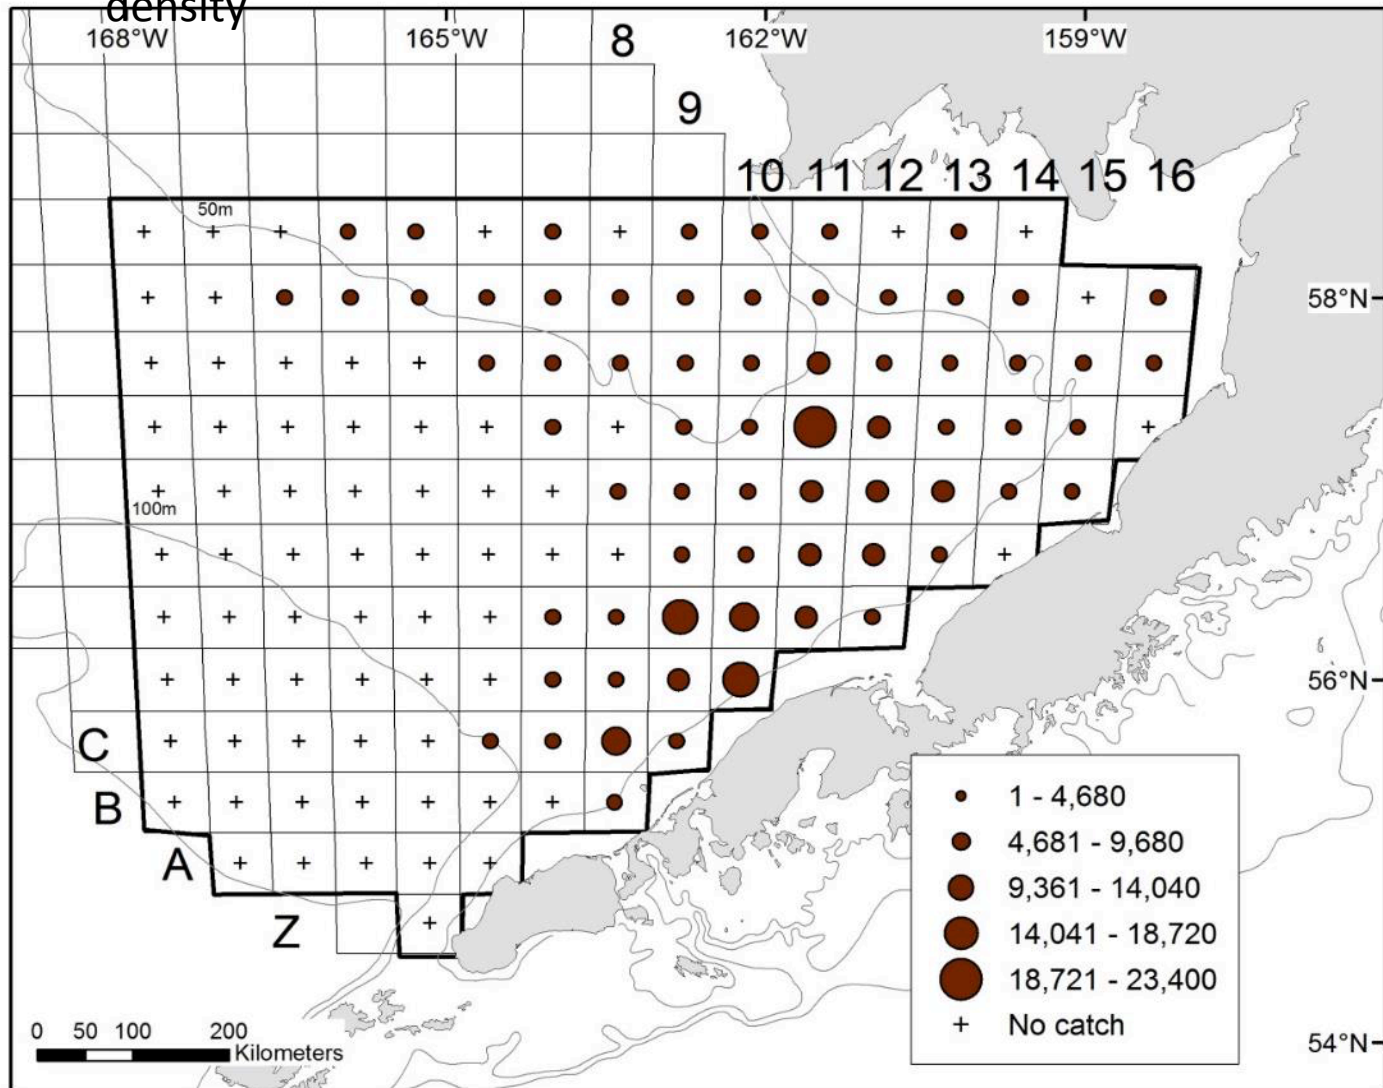 density
168°W 165°W 8 162°W 159°W
9
10 11 12 13 14 15 16
50m
58°N
100m
56°N
C
B
A
Z
1 - 4,680
4,681 - 9,680
9,361 - 14,040
14,041 - 18,720
18,721 - 23,400
+ No catch
0 50 100 200
Kilometers
54°N